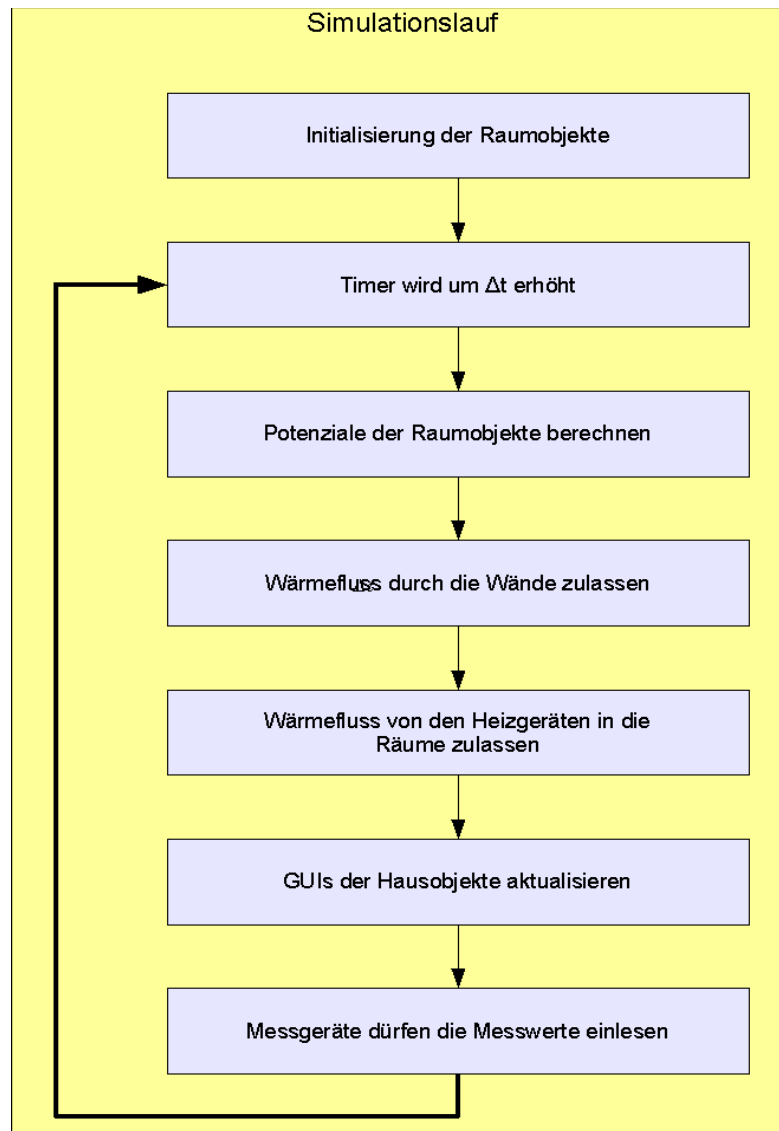 Simulationslauf
Initialisierung der Raumobjekte
Timer wird um Δt erhöht
Potenziale der Raumobjekte berechnen
Wärmefluss durch die Wände zulassen
Wärmefluss von den Heizgeräten in die
Räume zulassen
GUIs der Hausobjekte aktualisieren
Messgeräte dürfen die Messwerte einlesen